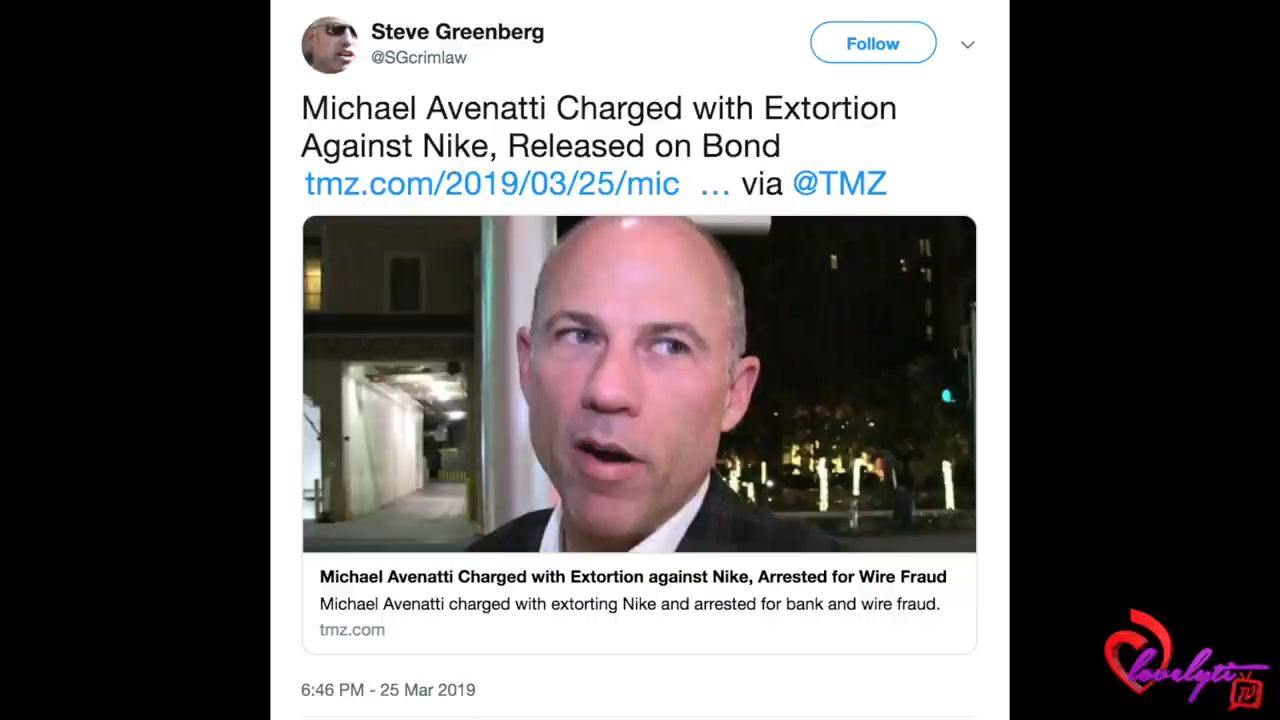 Steve Greenberg
@SGcrimlaw
Follow
Michael Avenatti Charged with Extortion
Against Nike, Released on Bond
tmz.com/2019/03/25/mic ... via @TMZ
Michael Avenatti Charged with Extortion against Nike, Arrested for Wire Fraud
Michael Avenatti charged with extorting Nike and arrested for bank and wire fraud.
tmz.com
6:46 PM - 25 Mar 2019
lovelyti
TV